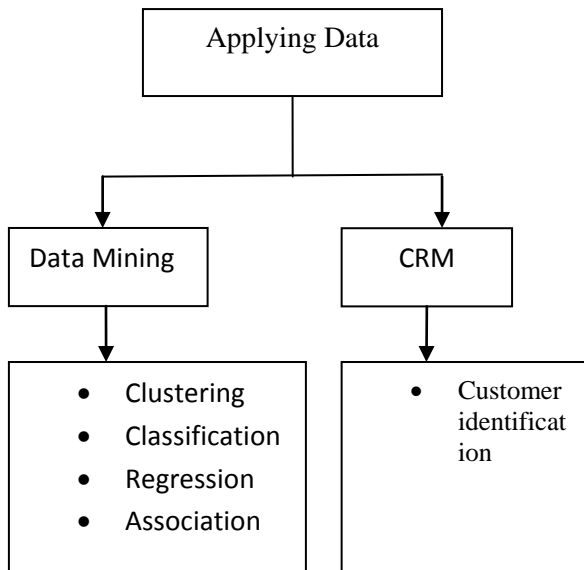 Applying Data
Data Mining
CRM
• Clustering
• Classification
• Regression
• Association
• Customer
identificat
ion